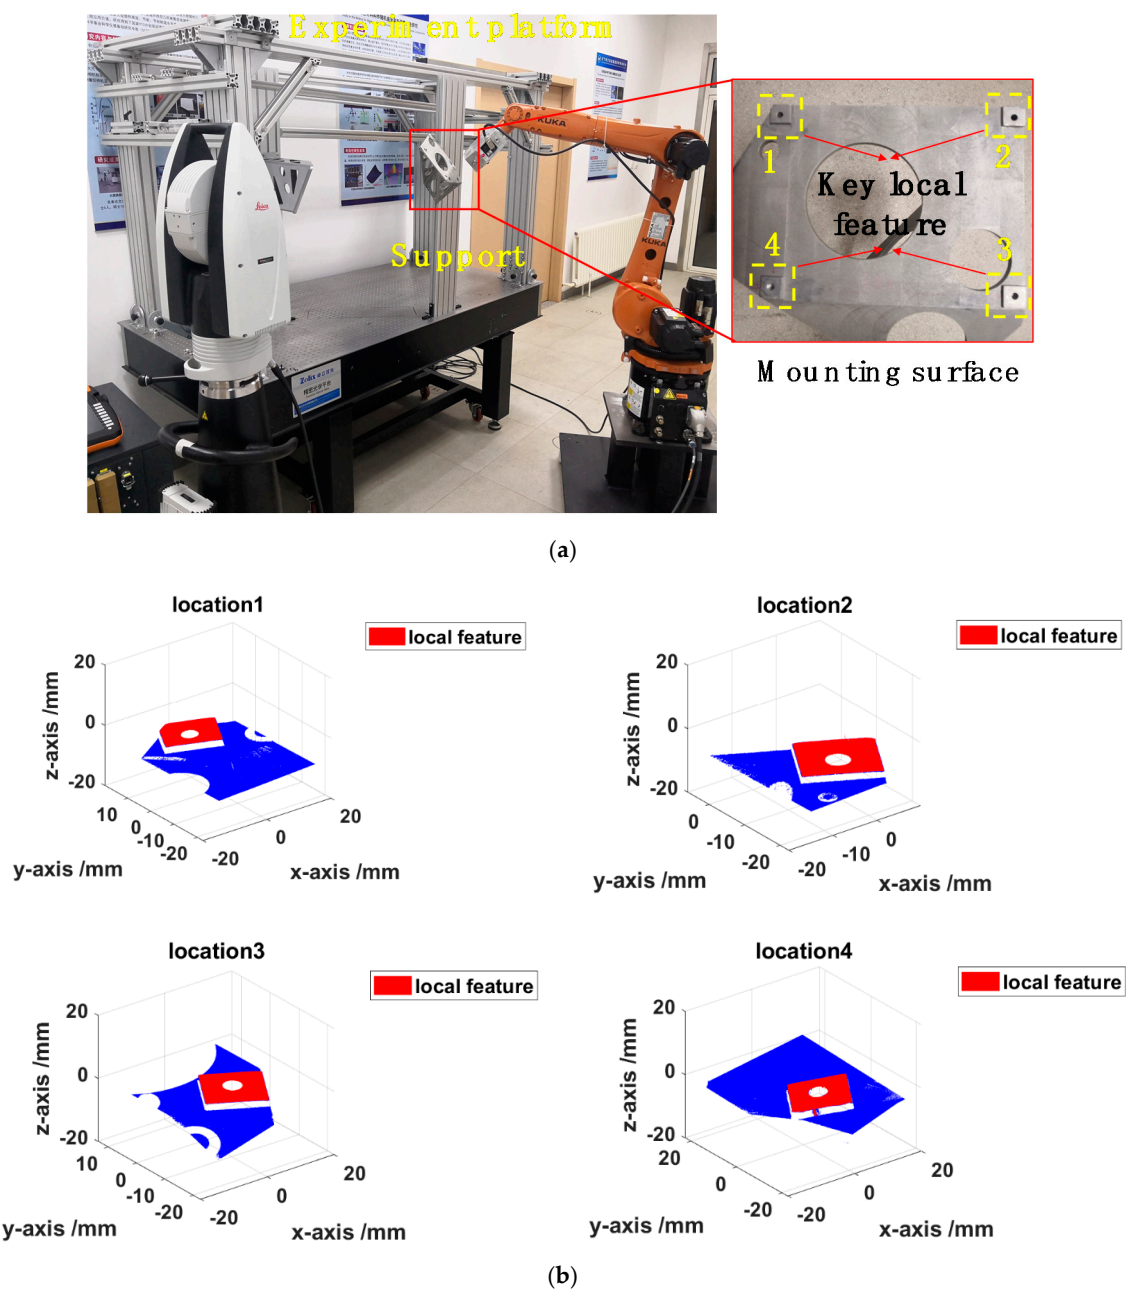 Experiment platform
KUKA
1
2
Key local
feature
Support
KUKA
4
3
Leica
Zolix
Mounting surface
(a)
location1
local feature
20
0
-20
z-axis /mm
10
0
-10
-20
y-axis /mm
-20
0
20
x-axis /mm
location2
local feature
20
0
-20
z-axis /mm
0
-10
-20
y-axis /mm
-20
-10
0
x-axis /mm
location3
local feature
20
0
-20
z-axis /mm
10
0
-10
-20
y-axis /mm
-20
0
20
x-axis /mm
location4
local feature
20
0
-20
z-axis /mm
20
0
-20
y-axis /mm
-20
0
20
x-axis /mm
(b)